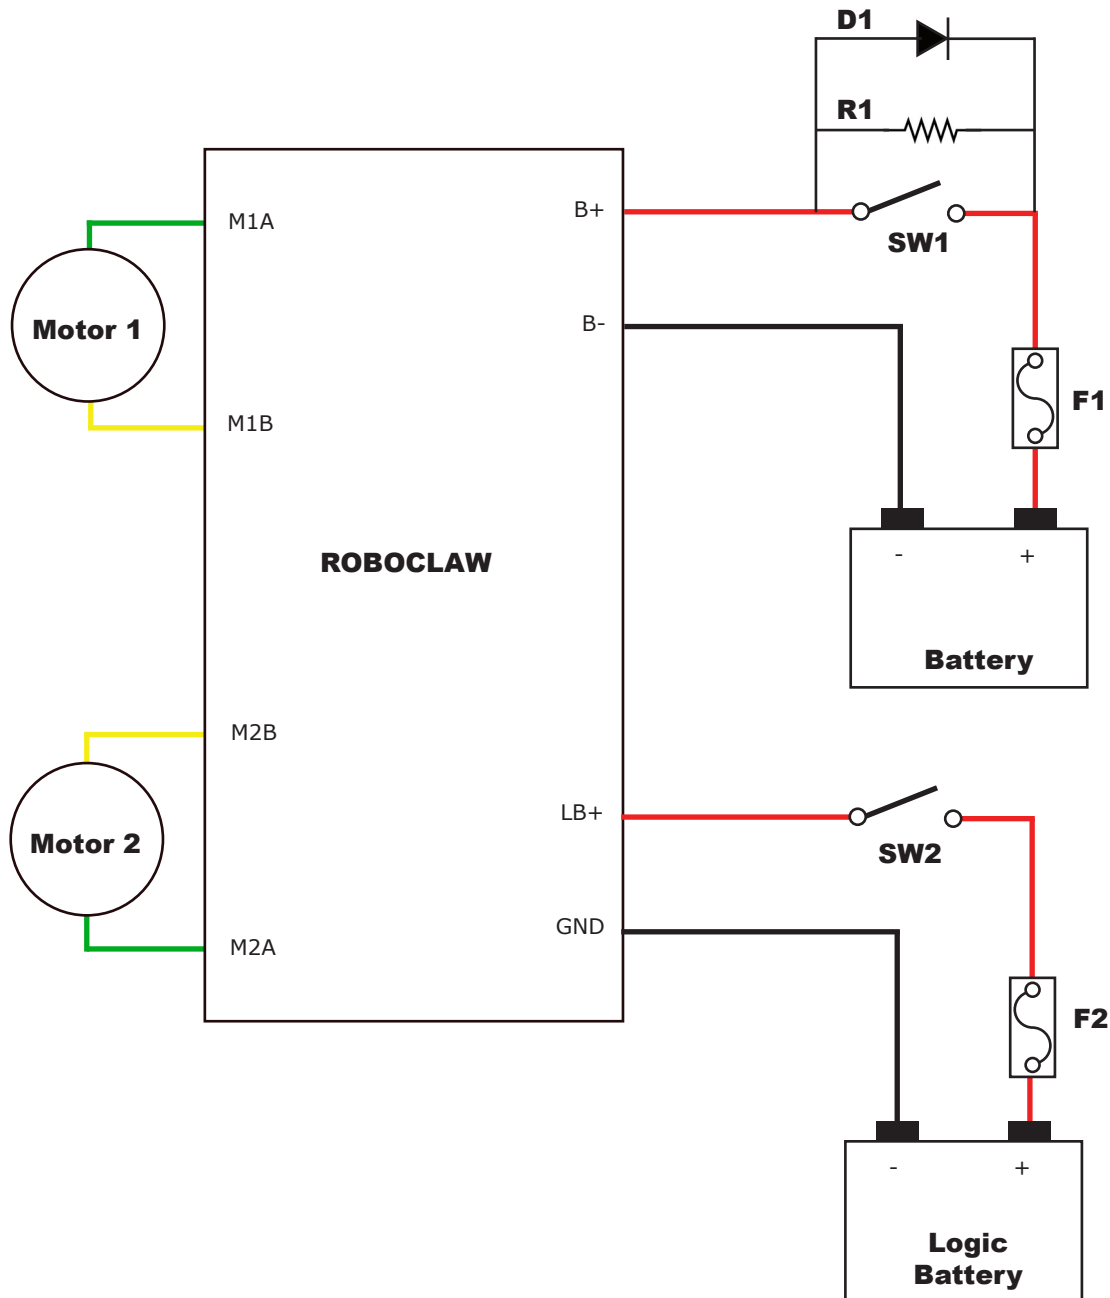 D1
R1
M1A
B+
SW1
B-
Motor 1
F1
M1B
- +
ROBOCLAW
Battery
M2B
LB+
Motor 2
SW2
GND
M2A
F2
- +
Logic
Battery